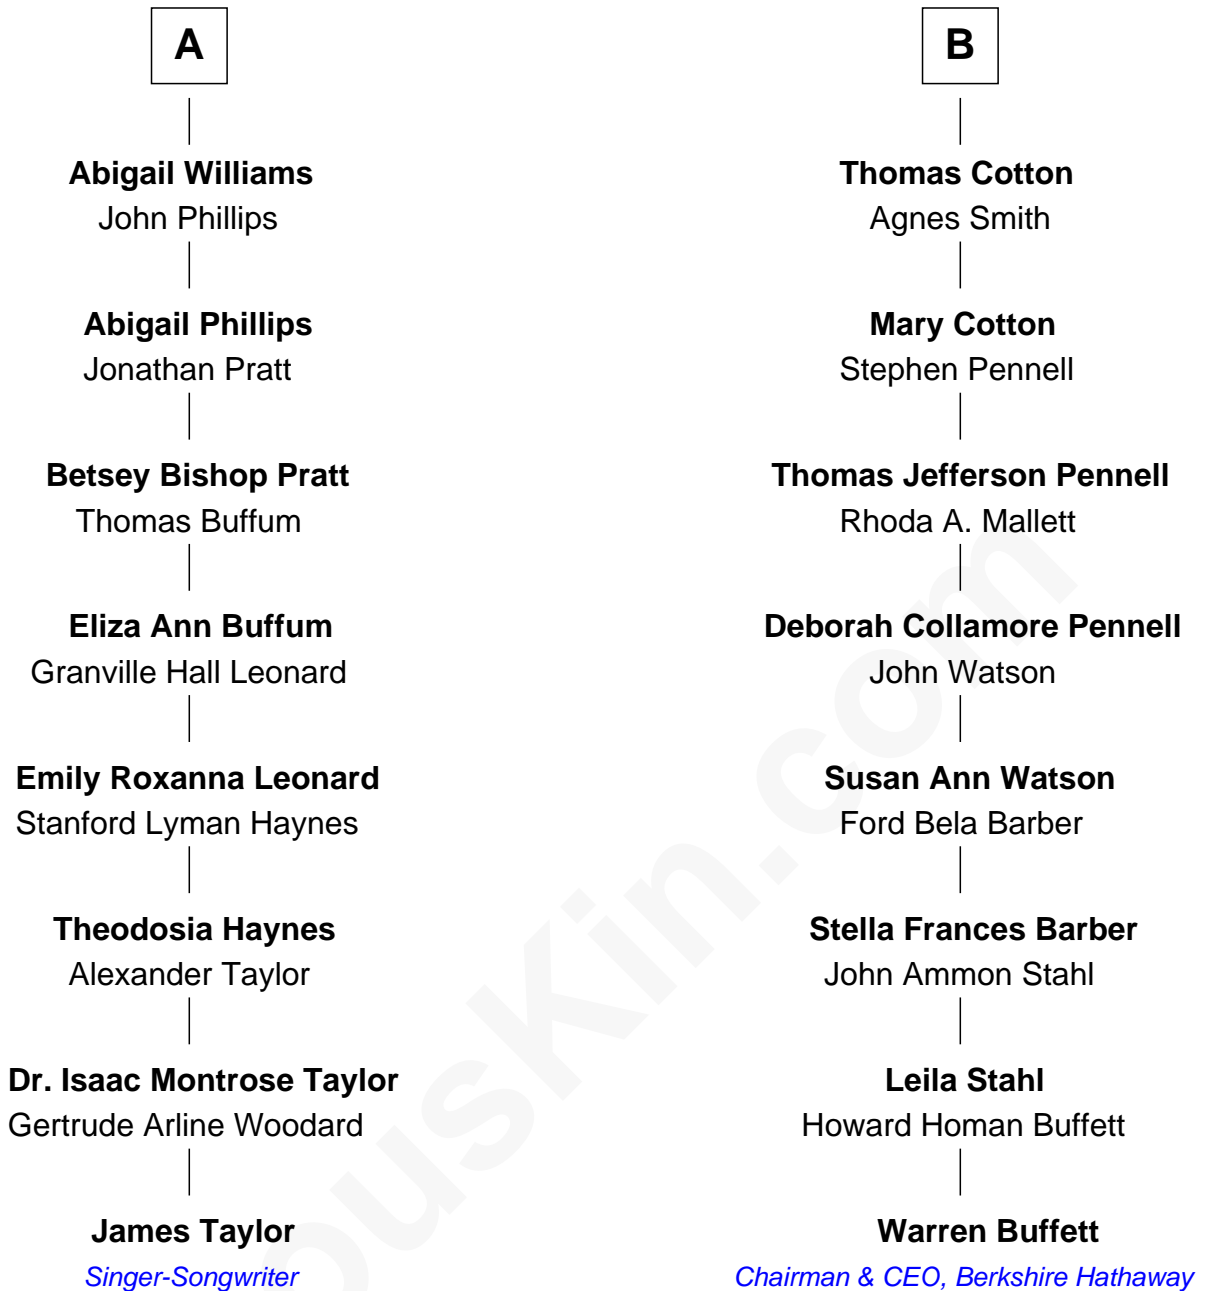 A
Abigail Williams
John Phillips
Abigail Phillips
Jonathan Pratt
Betsey Bishop Pratt
Thomas Buffum
Eliza Ann Buffum
Granville Hall Leonard
Emily Roxanna Leonard
Stanford Lyman Haynes
Theodosia Haynes
Alexander Taylor
Dr. Isaac Montrose Taylor
Gertrude Arline Woodard
James Taylor
Singer-Songwriter
B
Thomas Cotton
Agnes Smith
Mary Cotton
Stephen Pennell
Thomas Jefferson Pennell
Rhoda A. Mallett
Deborah Collamore Pennell
John Watson
Susan Ann Watson
Ford Bela Barber
Stella Frances Barber
John Ammon Stahl
Leila Stahl
Howard Homan Buffett
Warren Buffett
Chairman & CEO, Berkshire Hathaway
ousKin.com